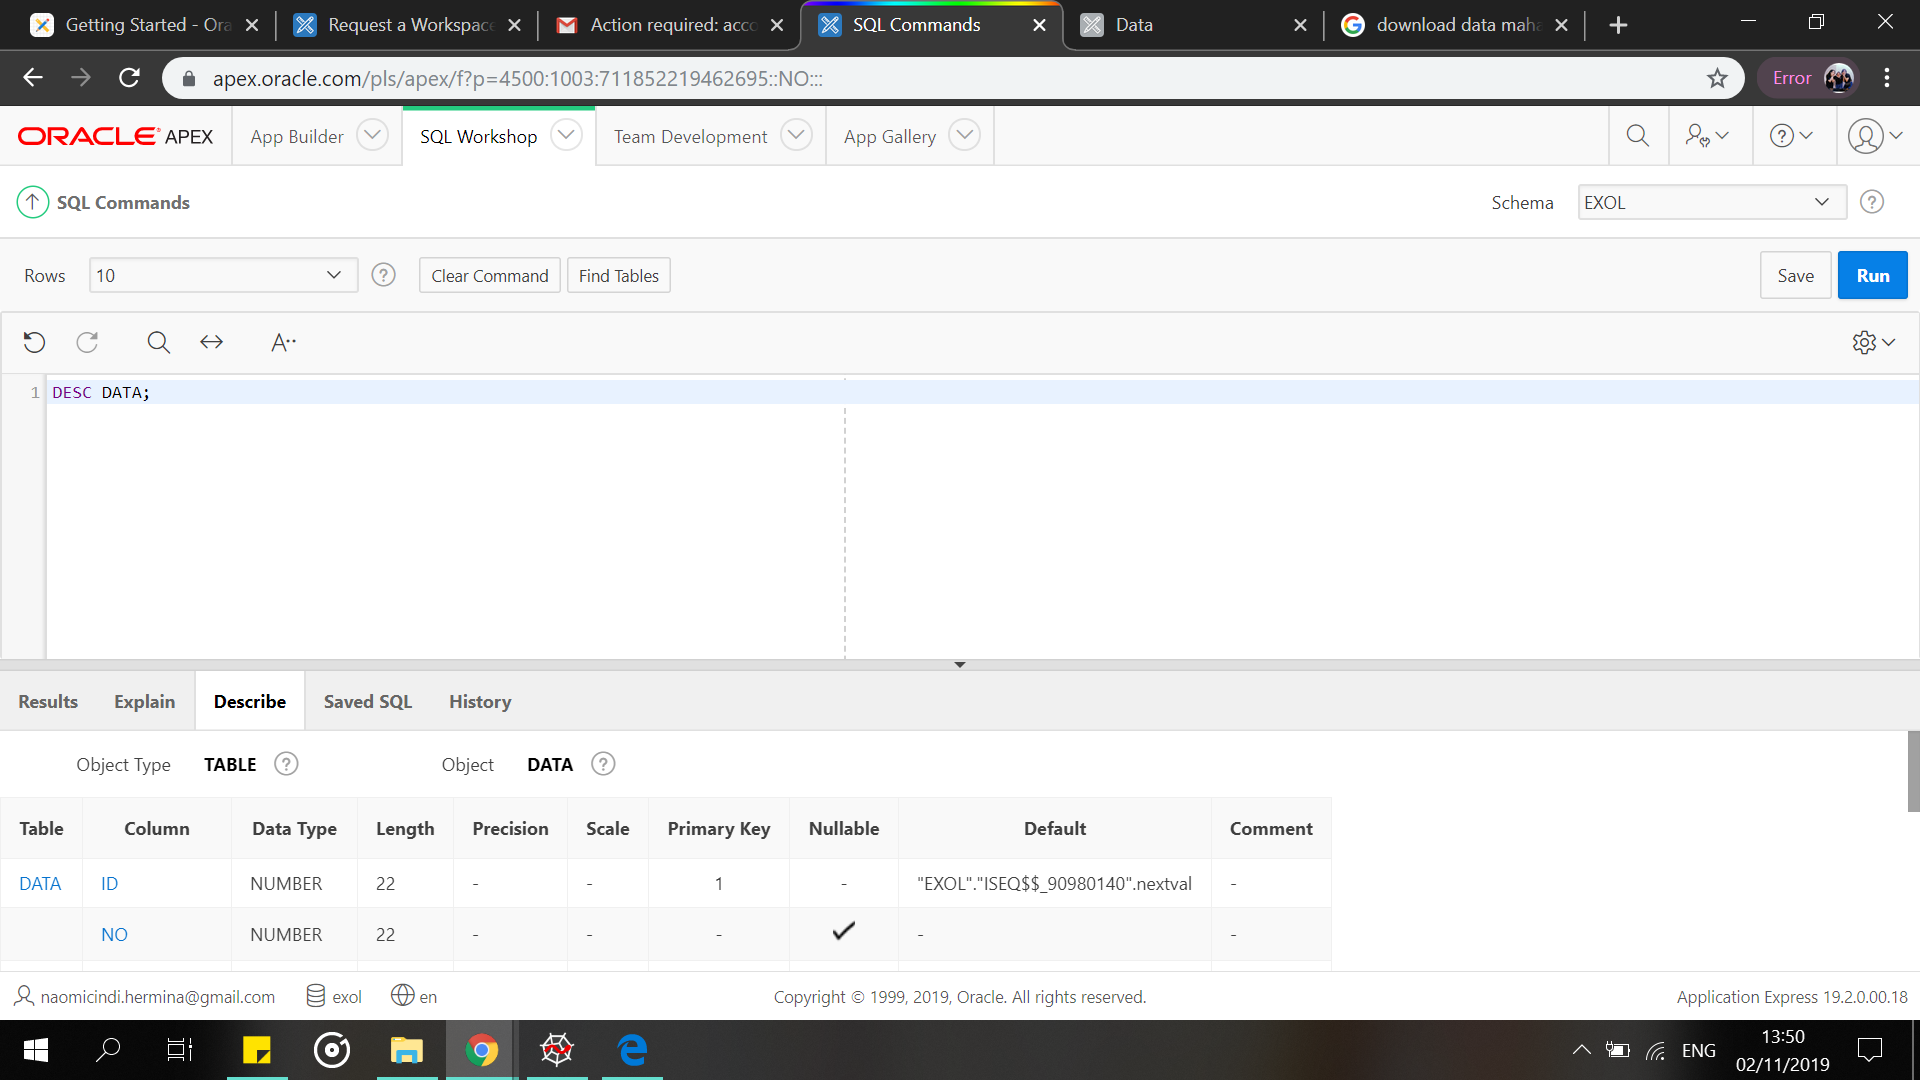 Getting Started - Ora
Request a Workspace
Action required: acco
SQL Commands
Data
download data maha
apex.oracle.com/pls/apex/f?p=4500:1003:711852219462695::NO:::
Error
ORACLE APEX
App Builder
SQL Workshop
Team Development
App Gallery
SQL Commands
Schema
EXOL
Rows
10
Clear Command
Find Tables
Save
Run
A
1
DESC DATA;
Results
Explain
Describe
Saved SQL
History
Object Type TABLE
Object DATA
Table Column Data Type Length Precision Scale Primary Key Nullable Default Comment
DATA ID NUMBER 22 - - 1 - "EXOL"."ISEQ$$_90980140".nextval -
NO NUMBER 22 - - - - -
naomicindi.hermina@gmail.com
exol
en
Copyright © 1999, 2019, Oracle. All rights reserved.
Application Express 19.2.0.00.18
ENG
13:50
02/11/2019